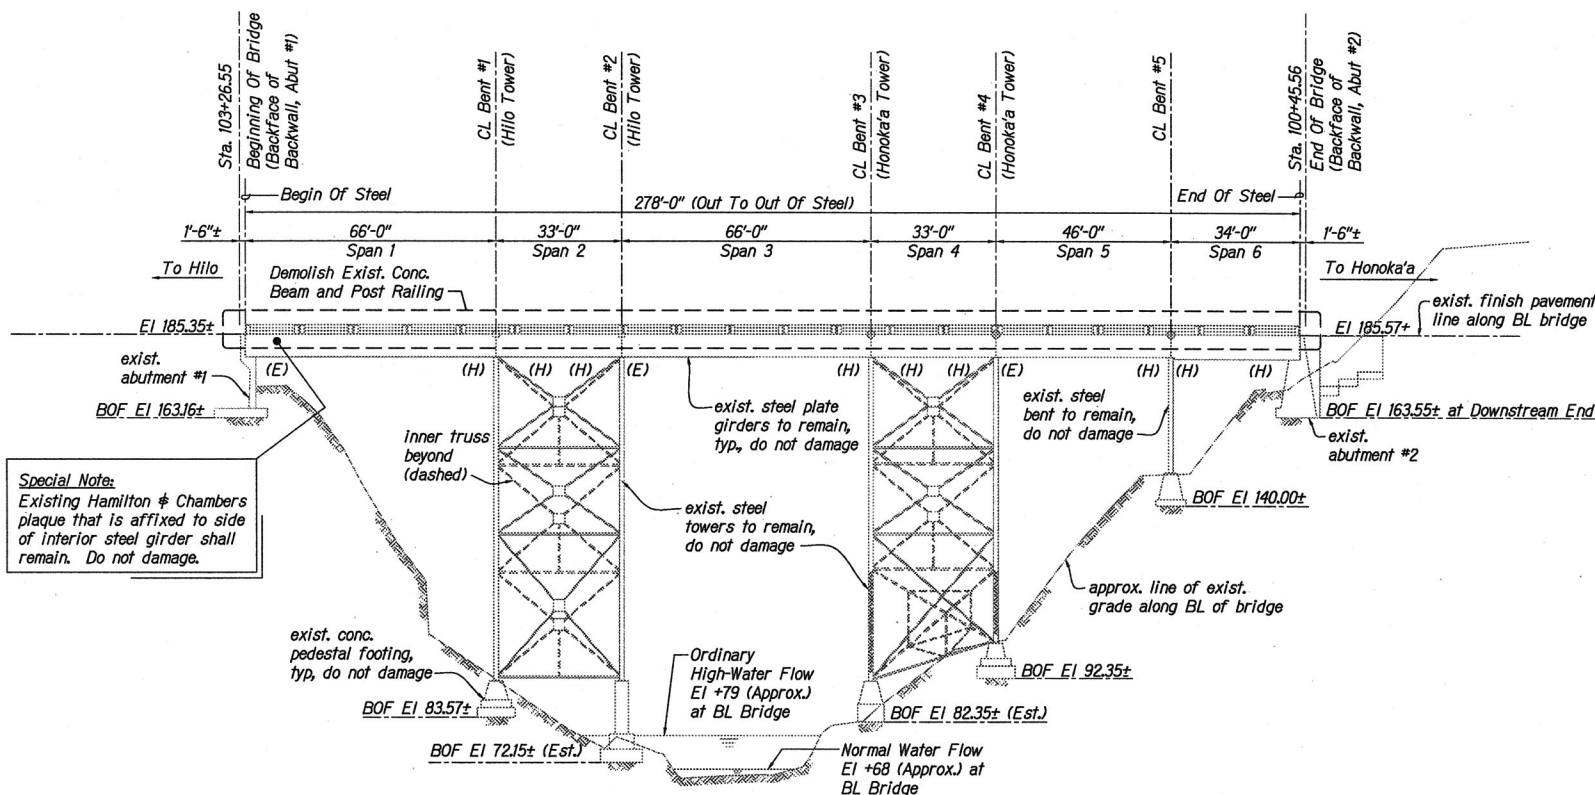 Sta. 103+26.55
Beginning Of Bridge
(Backface of
Backwall, Abut #1)
CL Bent #1
(Hilo Tower)
CL Bent #2
(Hilo Tower)
CL Bent #3
(Honoka'a Tower)
CL Bent #4
(Honoka'a Tower)
CL Bent #5
Sta. 100+45.56
End Of Bridge
(Backface of
Backwall, Abut #2)
Begin Of Steel
278'-0" (Out To Out Of Steel)
End Of Steel
1'-6"± 66'-0" 33'-0" 66'-0" 33'-0" 46'-0" 34'-0" 1'-6"±
Span 1 Span 2 Span 3 Span 4 Span 5 Span 6
To Hilo
To Honoka'a
Demolish Exist. Conc.
Beam and Post Railing
exist. finish pavement
line along BL bridge
El 185.35±
El 185.57+
exist.
abutment #1
(E) (H) (H) (H) (E) (H) (H) (H) (E) (H) (H) (H)
BOF El 163.16±
exist. steel plate
girders to remain,
typ., do not damage
exist. steel
bent to remain,
do not damage
BOF El 163.55± at Downstream End
exist.
abutment #2
inner truss
beyond
(dashed)
Special Note:
Existing Hamilton & Chambers
plaque that is affixed to side
of interior steel girder shall
remain. Do not damage.
exist. steel
towers to remain,
do not damage
BOF El 140.00±
approx. line of exist.
grade along BL of bridge
exist. conc.
pedestal footing,
typ, do not damage
Ordinary
High-Water Flow
El +79 (Approx.)
at BL Bridge
BOF El 92.35±
BOF El 83.57±
BOF El 82.35± (Est.)
BOF El 72.15± (Est.)
Normal Water Flow
El +68 (Approx.) at
BL Bridge